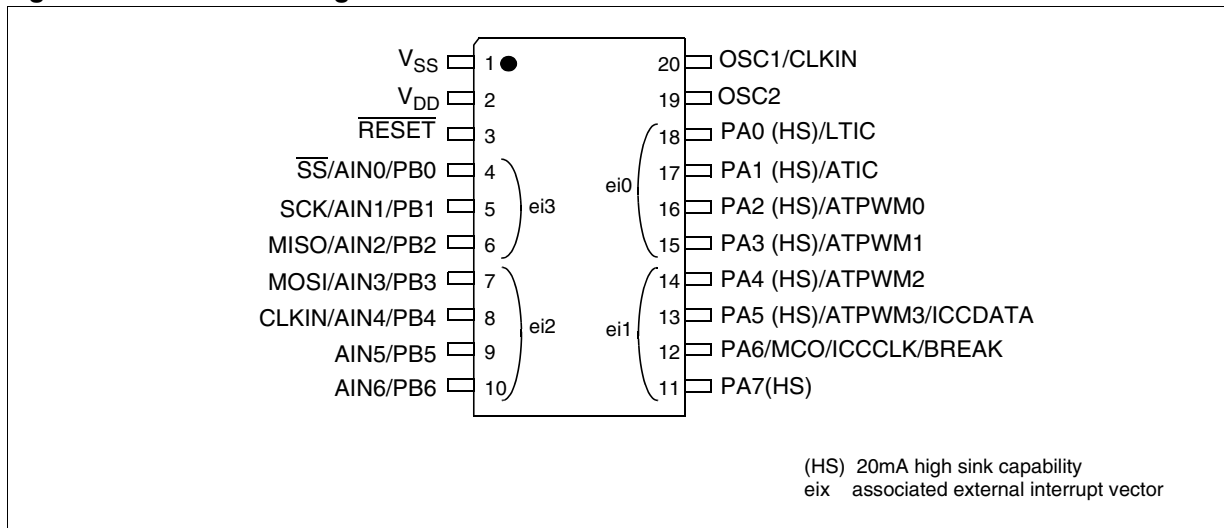 V_SS 1 20 OSC1/CLKIN
V_DD 2 19 OSC2
RESET 3 18 PA0 (HS)/LTIC
SS/AIN0/PB0 4 17 PA1 (HS)/ATIC
ei3 ei0
SCK/AIN1/PB1 5 16 PA2 (HS)/ATPWM0
MISO/AIN2/PB2 6 15 PA3 (HS)/ATPWM1
MOSI/AIN3/PB3 7 14 PA4 (HS)/ATPWM2
CLKIN/AIN4/PB4 8 13 PA5 (HS)/ATPWM3/ICCDATA
ei2 ei1
AIN5/PB5 9 12 PA6/MCO/ICCCLK/BREAK
AIN6/PB6 10 11 PA7(HS)
(HS) 20mA high sink capability
eix associated external interrupt vector